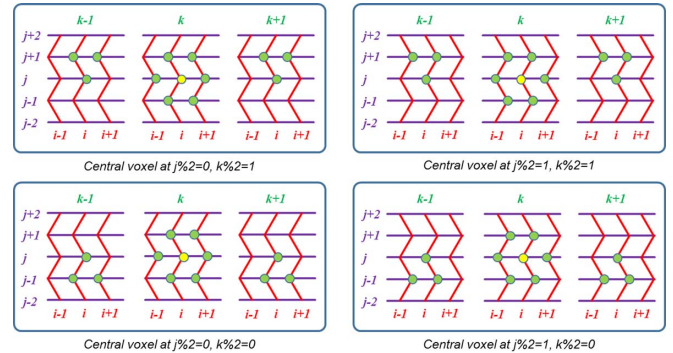 k-1 k k+1
j+2
j+1
j
j-1
j-2
i-1 i i+1 i-1 i i+1 i-1 i i+1
Central voxel at j%2=0, k%2=1
k-1 k k+1
j+2
j+1
j
j-1
j-2
i-1 i i+1 i-1 i i+1 i-1 i i+1
Central voxel at j%2=1, k%2=1
k-1 k k+1
j+2
j+1
j
j-1
j-2
i-1 i i+1 i-1 i i+1 i-1 i i+1
Central voxel at j%2=0, k%2=0
k-1 k k+1
j+2
j+1
j
j-1
j-2
i-1 i i+1 i-1 i i+1 i-1 i i+1
Central voxel at j%2=1, k%2=0